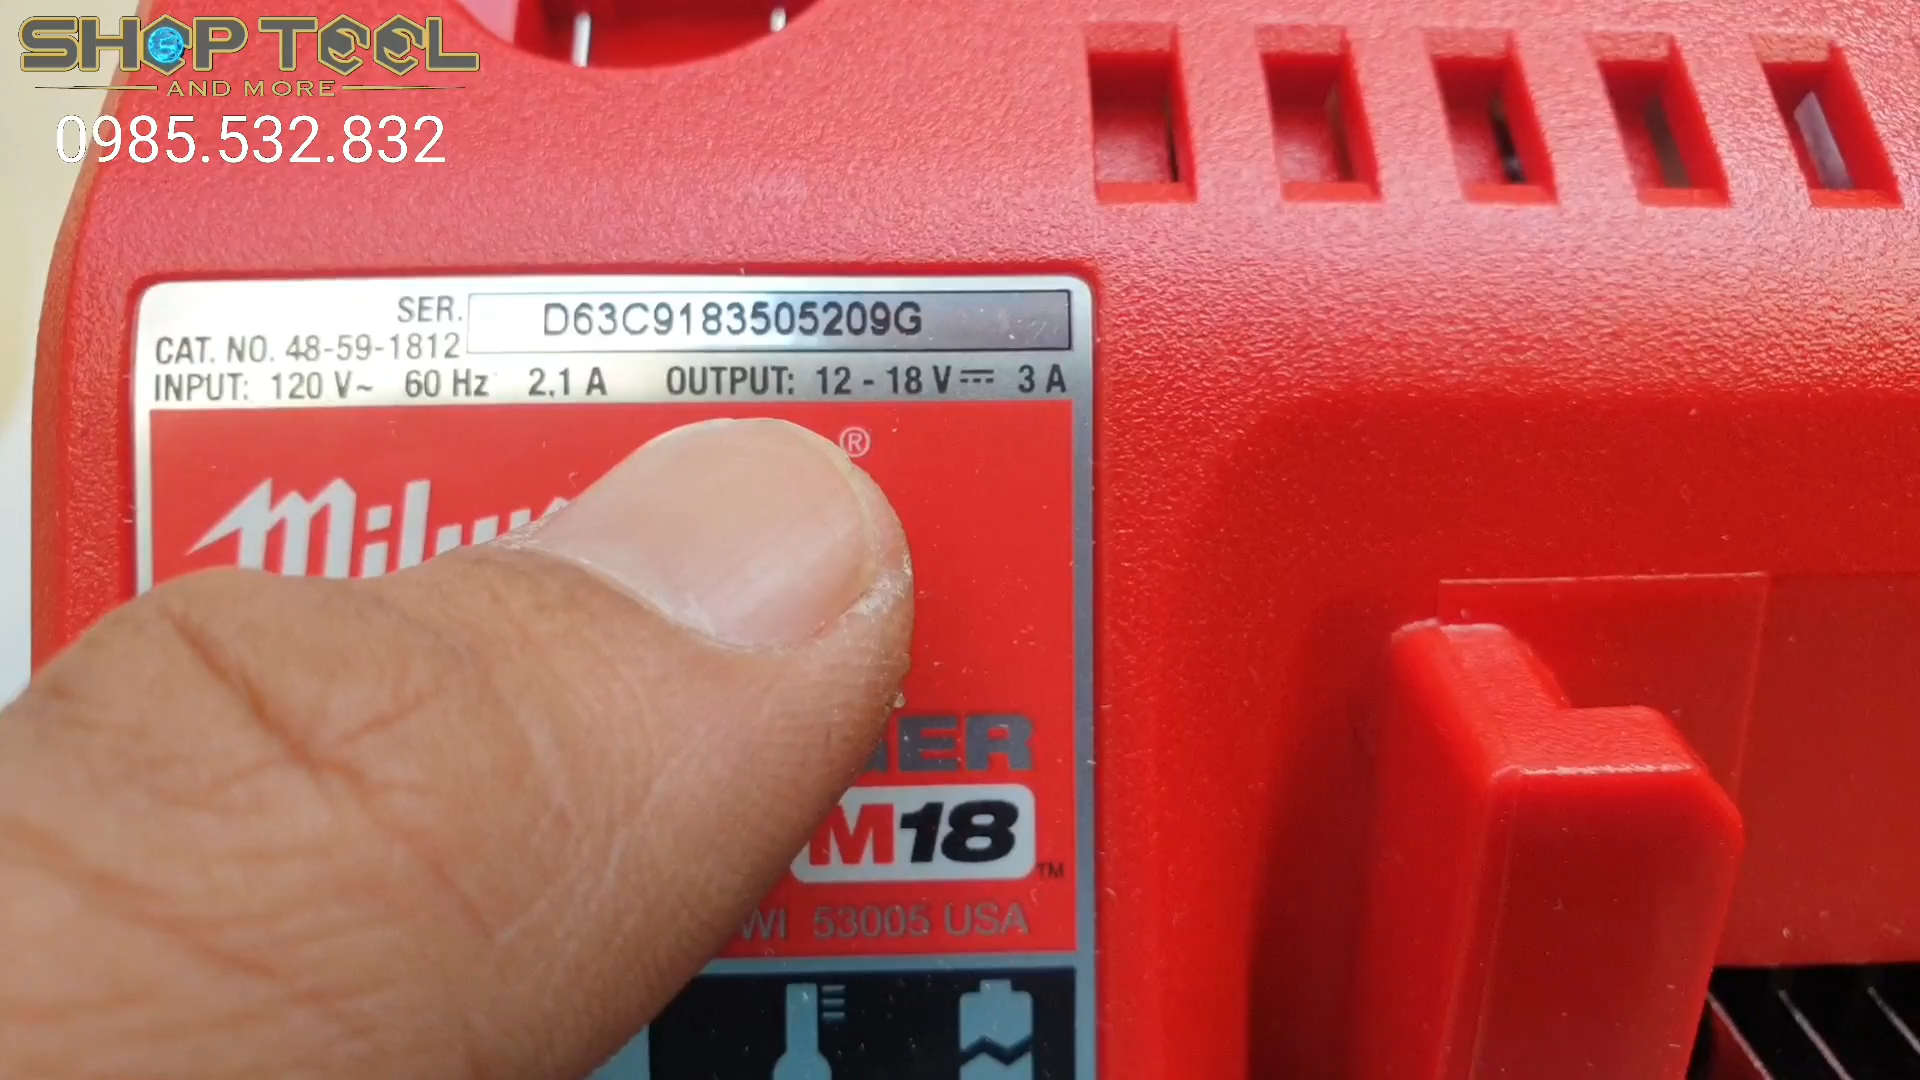 SHOP TOOL
AND MORE
0985.532.832
SER. D63C9183505209G
CAT. NO. 48-59-1812
INPUT: 120 V~ 60 Hz 2,1 A OUTPUT: 12 - 18 V 3 A
®
M18
TM
WI 53005 USA